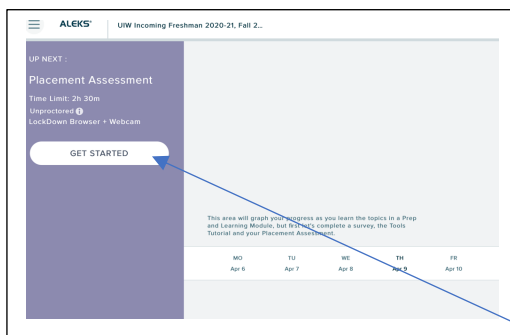 ALEKS® UIW Incoming Freshman 2020-21, Fall 2...
UP NEXT :
Placement Assessment
Time Limit: 2h 30m
Unproctored
LockDown Browser + Webcam
GET STARTED
This area will graph your progress as you learn the topics in a Prep
and Learning Module, but first let's complete a survey, the Tools
Tutorial and your Placement Assessment.
MO TU WE TH FR
Apr 6 Apr 7 Apr 8 Apr 9 Apr 10